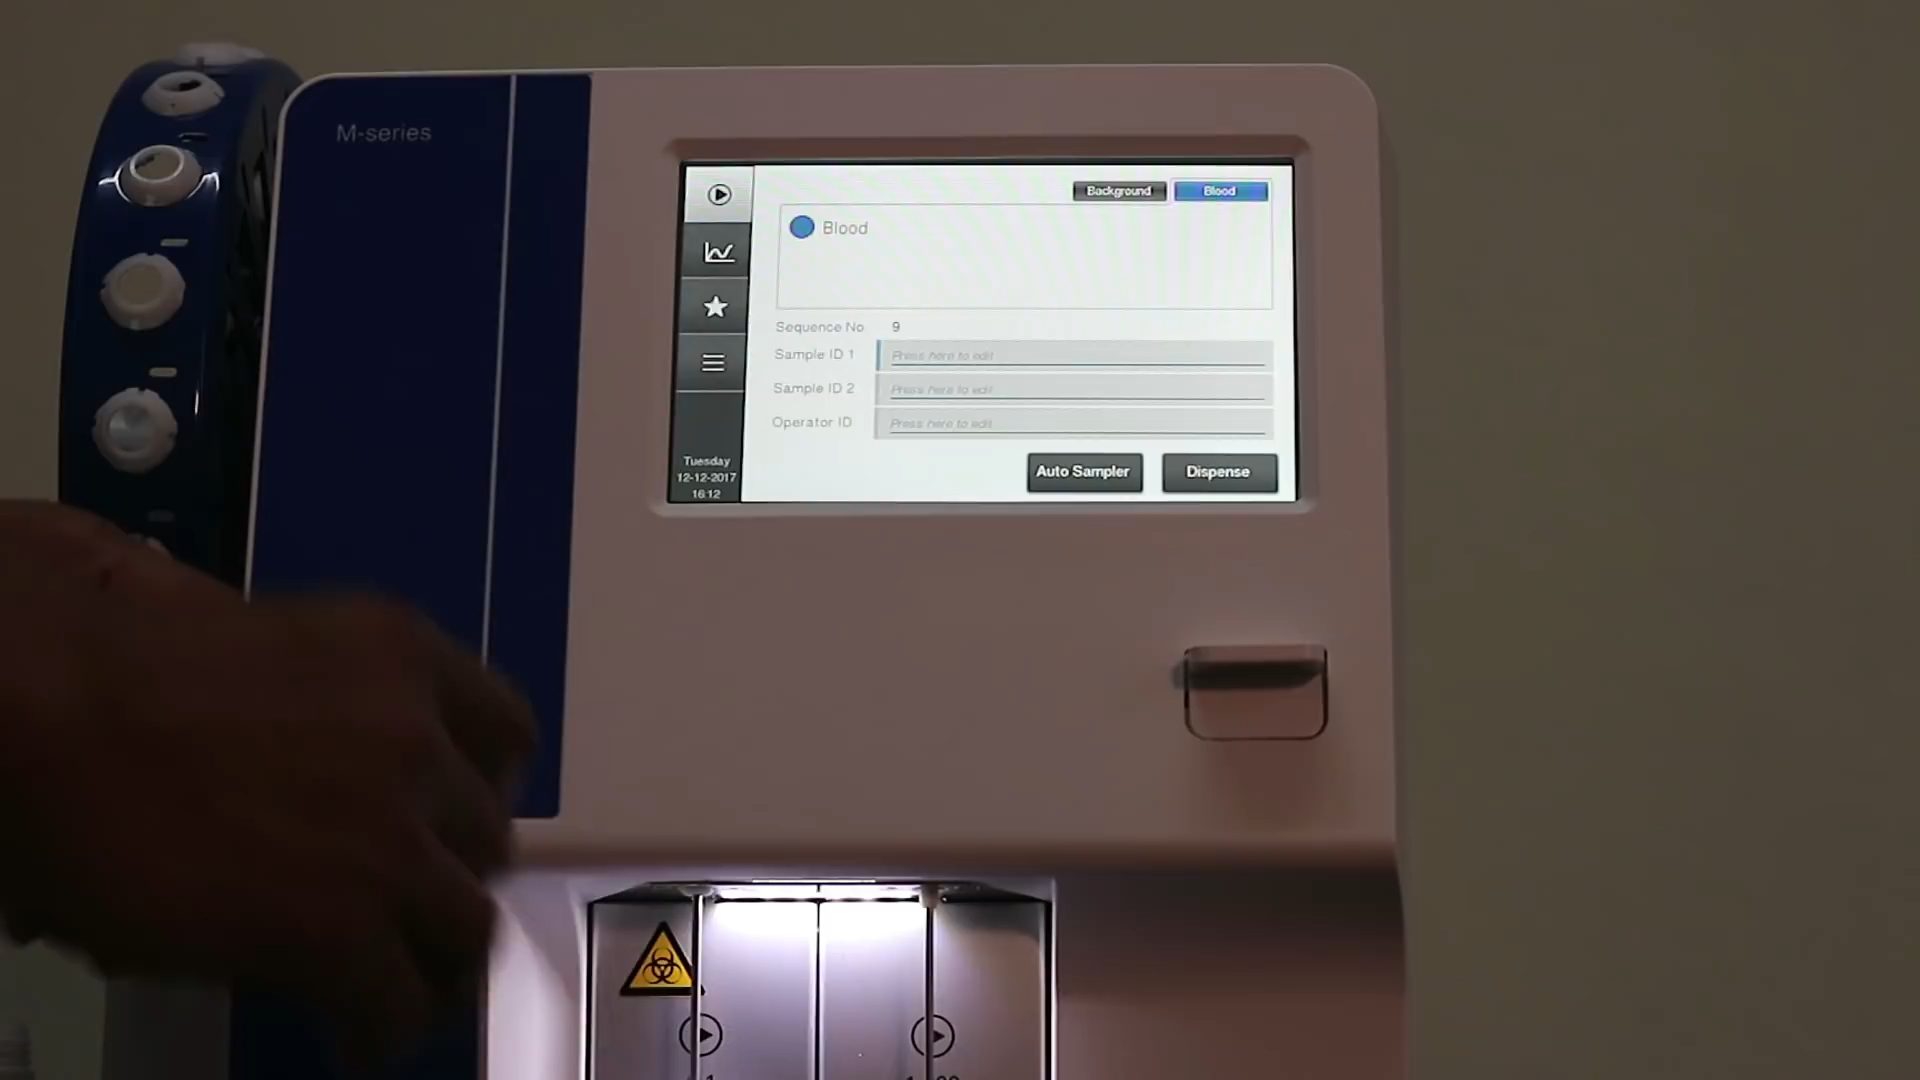 M-series
Background
Blood
Blood
Sequence No. 9
Sample ID 1 Press here to edit
Sample ID 2 Press here to edit
Operator ID Press here to edit
Tuesday
12-12-2017
16:12
Auto Sampler
Dispense